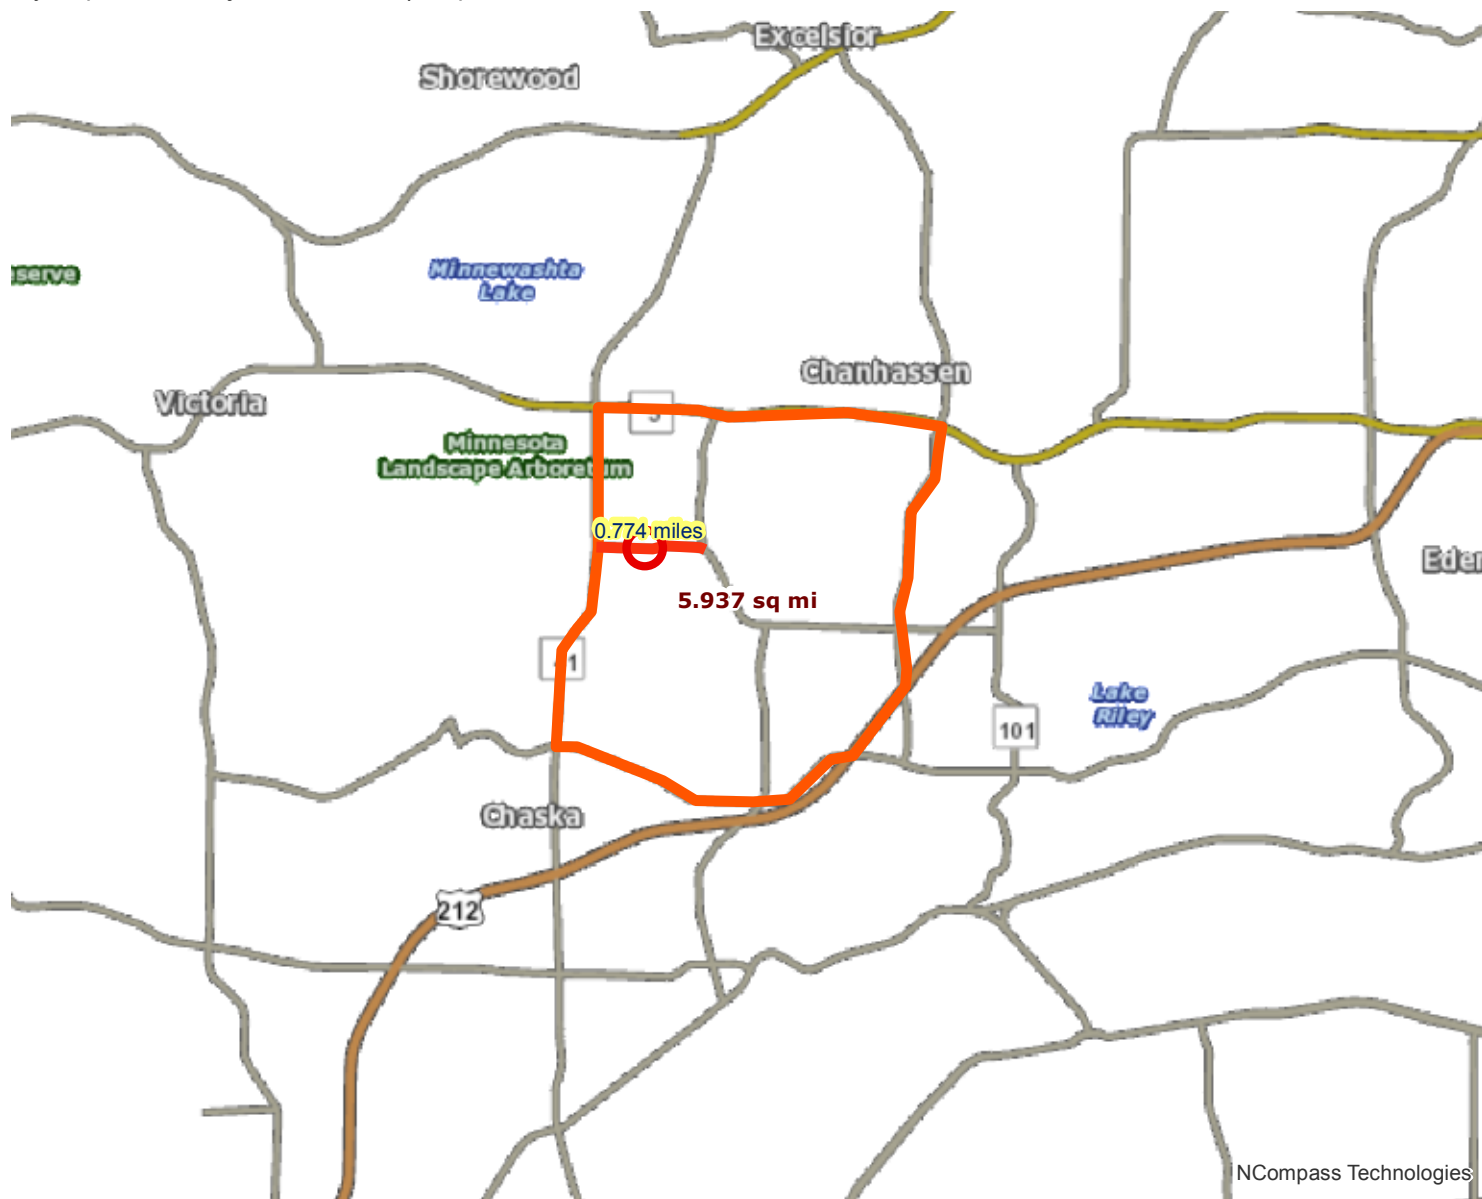 Excelsior
Shorewood
serve
Minnewashta
Lake
Chanhassen
Victoria
Minnesota
Landscape Arboretum
0.774 miles
5.937 sq mi
Eden
Lake
Riley
101
Chaska
212
NCompass Technologies